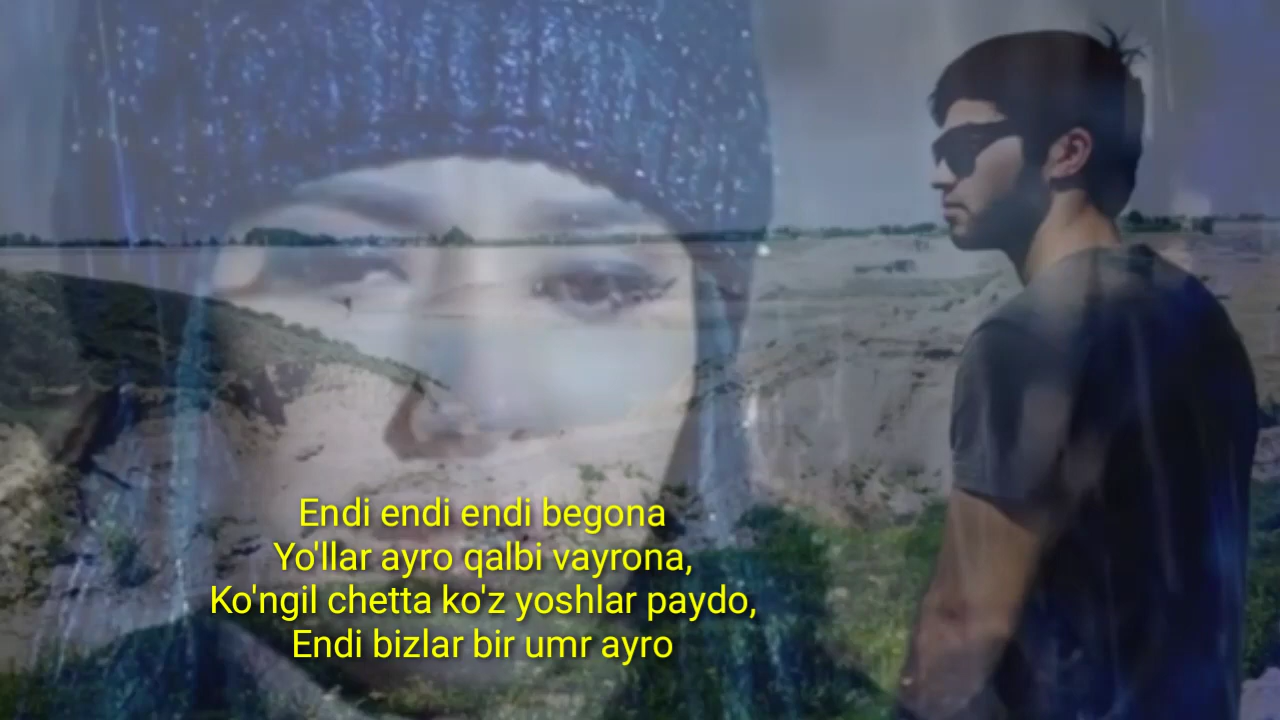 Endi endi endi begona
Yo'llar ayro qalbi vayrona,
Ko'ngil chetta ko'z yoshlar paydo,
Endi bizlar bir umr ayro